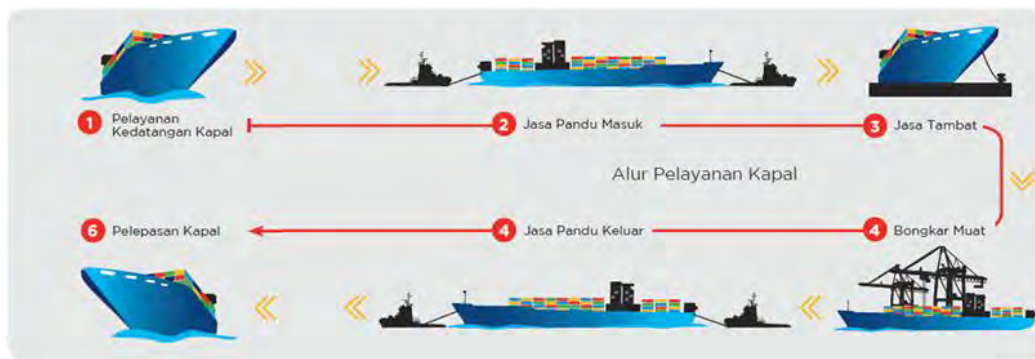 1 Pelayanan
Kedatangan Kapal
2 Jasa Pandu Masuk
3 Jasa Tambat
Alur Pelayanan Kapal
4 Bongkar Muat
4 Jasa Pandu Keluar
6 Pelepasan Kapal